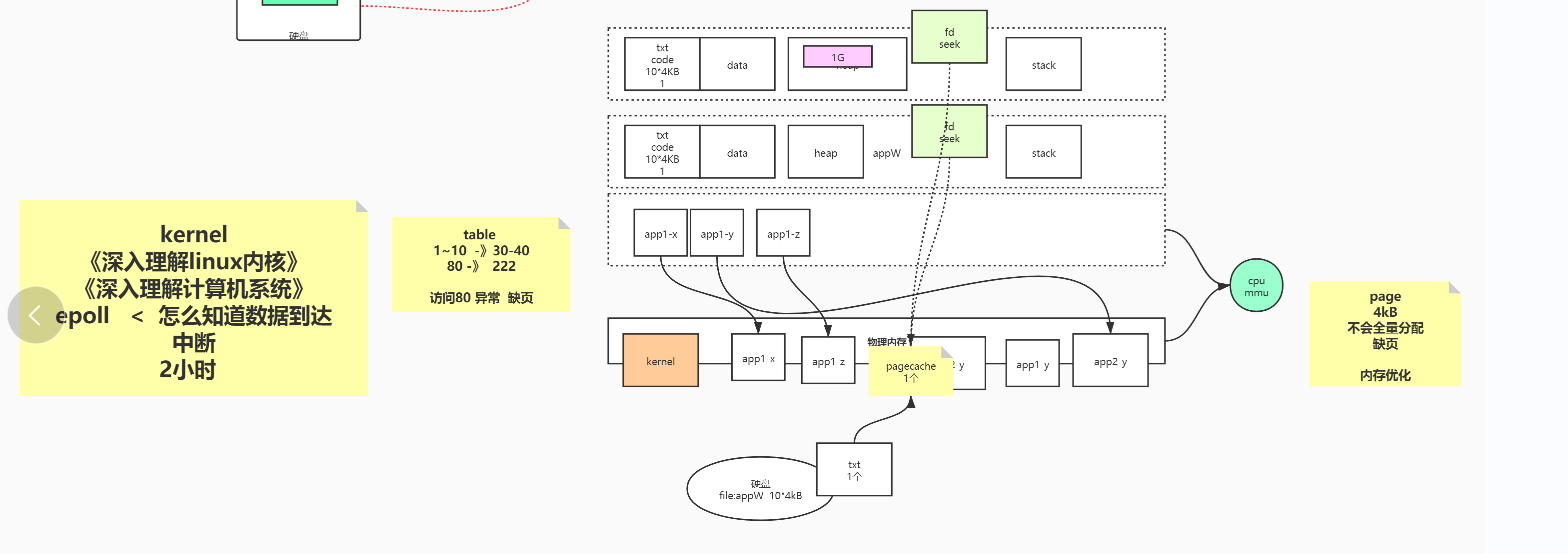 硬盘
fd
seek
txt
code
10*4KB
1
data
1G
heap
stack
fd
seek
txt
code
10*4KB
1
data
heap
appW
stack
kernel
《深入理解linux内核》
《深入理解计算机系统》
epoll < 怎么知道数据到达
中断
2小时
table
1~10 -》30-40
80 -》 222
访问80 异常 缺页
app1-x
app1-y
app1-z
cpu
mmu
page
4kB
不会全量分配
缺页
内存优化
物理内存
kernel
app1 x
app1 z
pagecache
1个
2 y
app1 y
app2 y
txt
1个
硬盘
file:appW 10*4kB